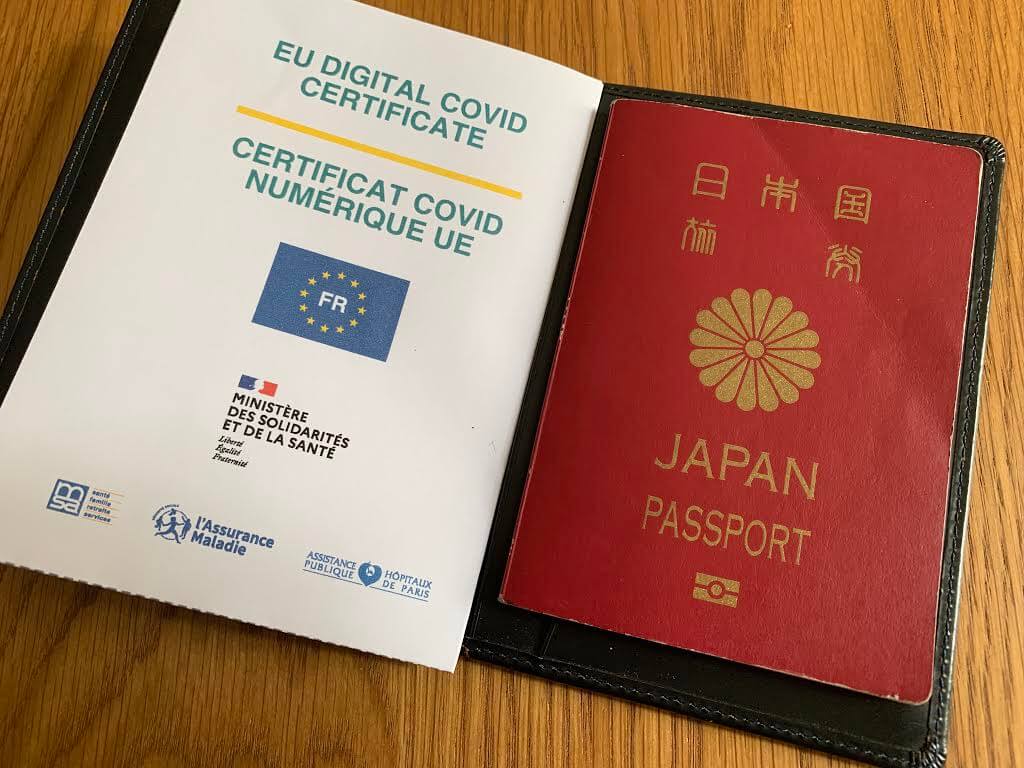 EU DIGITAL COVID
CERTIFICATE
CERTIFICAT COVID
NUMÉRIQUE UE
FR
MINISTÈRE
DES SOLIDARITÉS
ET DE LA SANTÉ
Liberté
Égalité
Fraternité
msa
santé
famille
retraite
services
l'Assurance
Maladie
ASSISTANCE
PUBLIQUE
HÔPITAUX
DE PARIS
日本国
旅券
JAPAN
PASSPORT